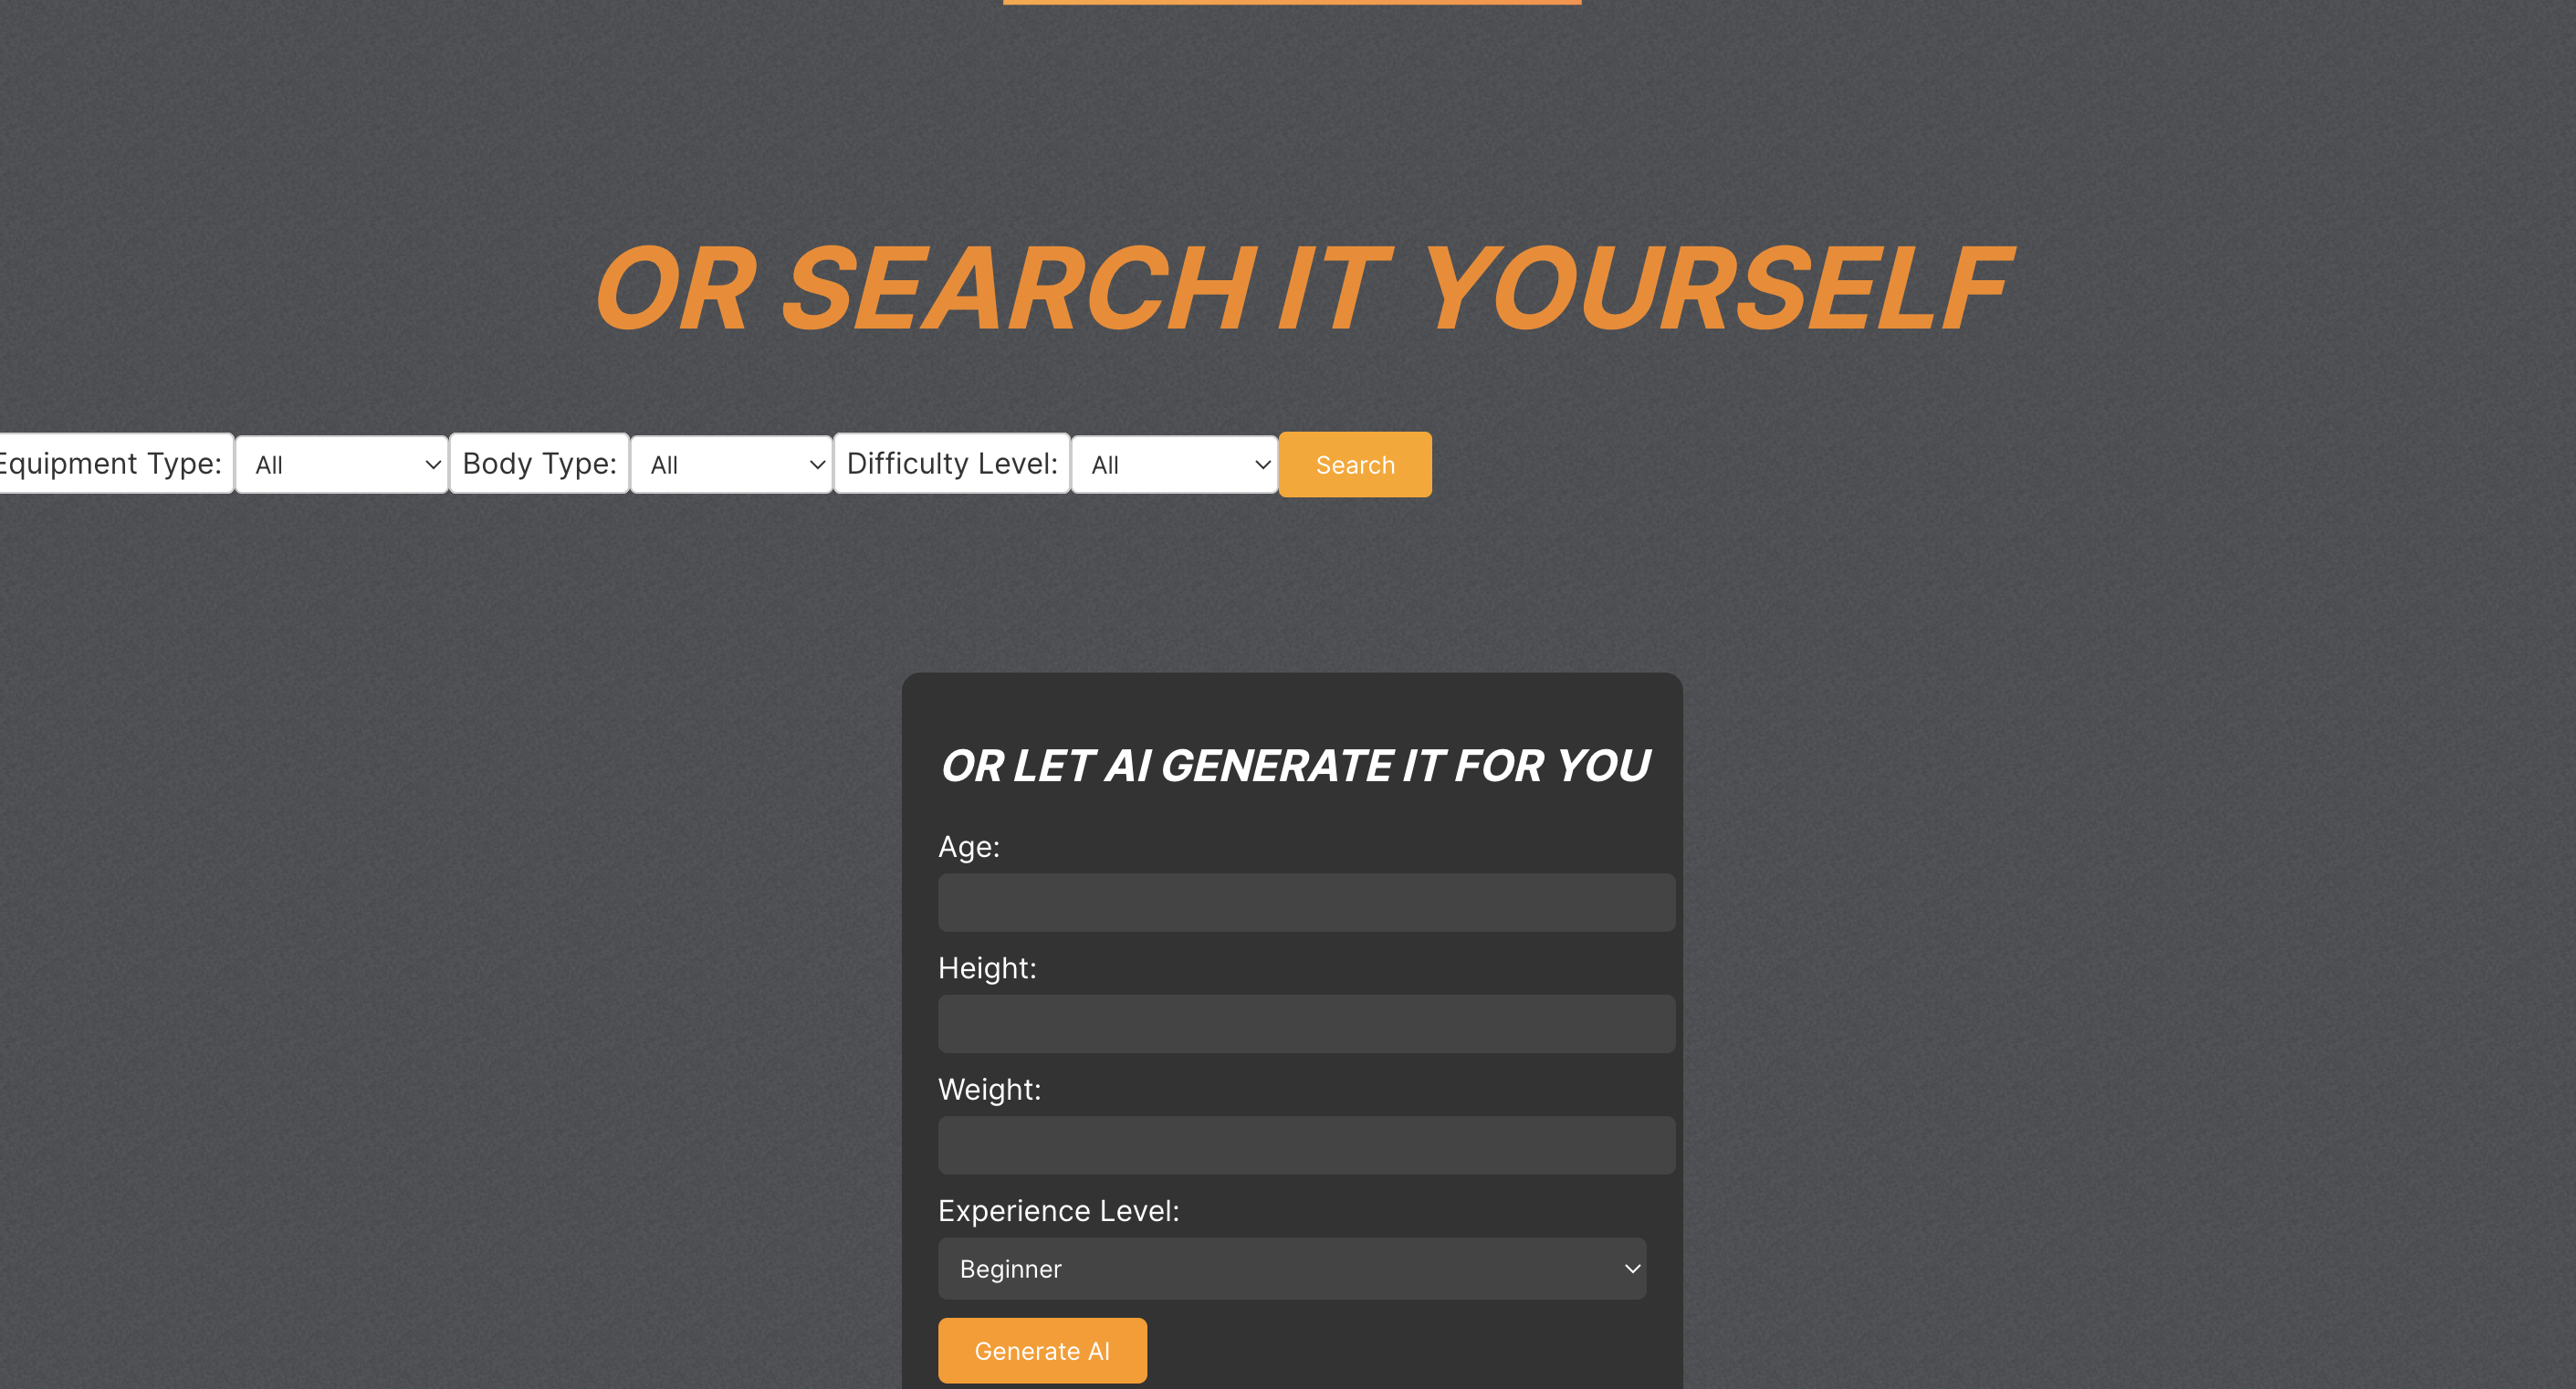 OR SEARCH IT YOURSELF
Equipment Type: All Body Type: All Difficulty Level: All Search
OR LET AI GENERATE IT FOR YOU
Age:
Height:
Weight:
Experience Level:
Beginner
Generate AI